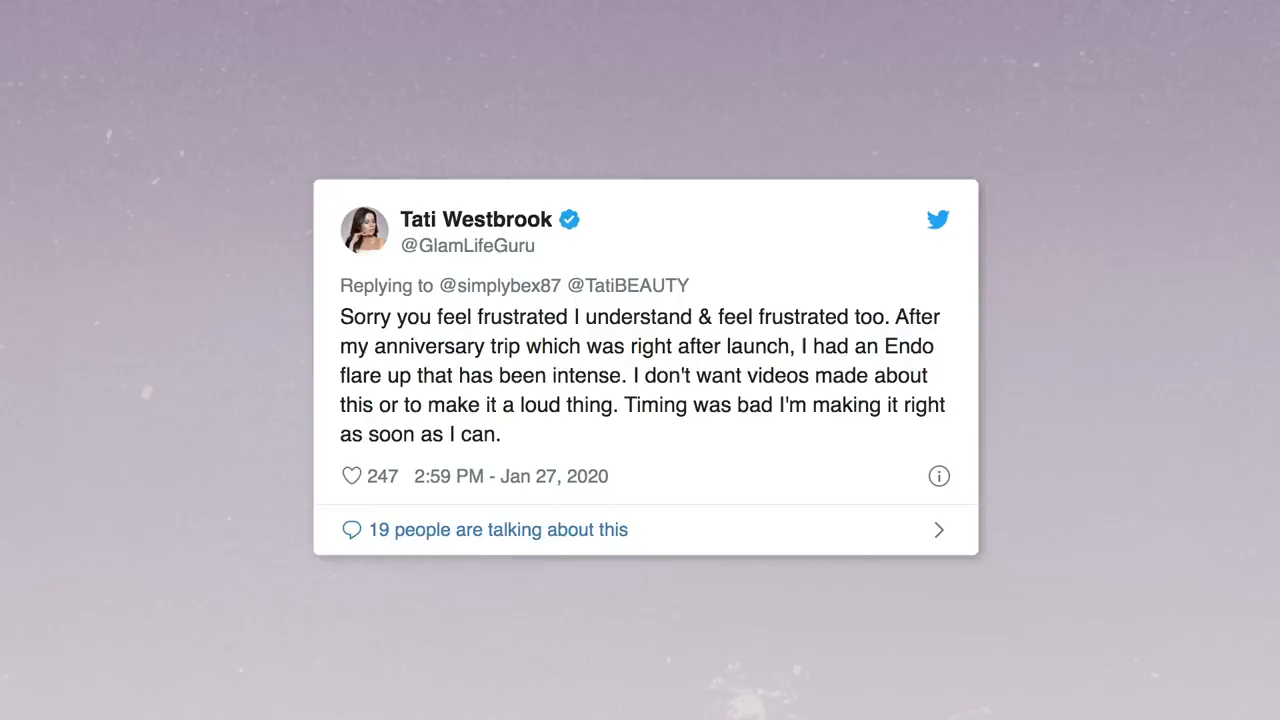 Tati Westbrook
@GlamLifeGuru
Replying to @simplybex87 @TatiBEAUTY
Sorry you feel frustrated I understand & feel frustrated too. After
my anniversary trip which was right after launch, I had an Endo
flare up that has been intense. I don't want videos made about
this or to make it a loud thing. Timing was bad I'm making it right
as soon as I can.
247 2:59 PM - Jan 27, 2020
19 people are talking about this